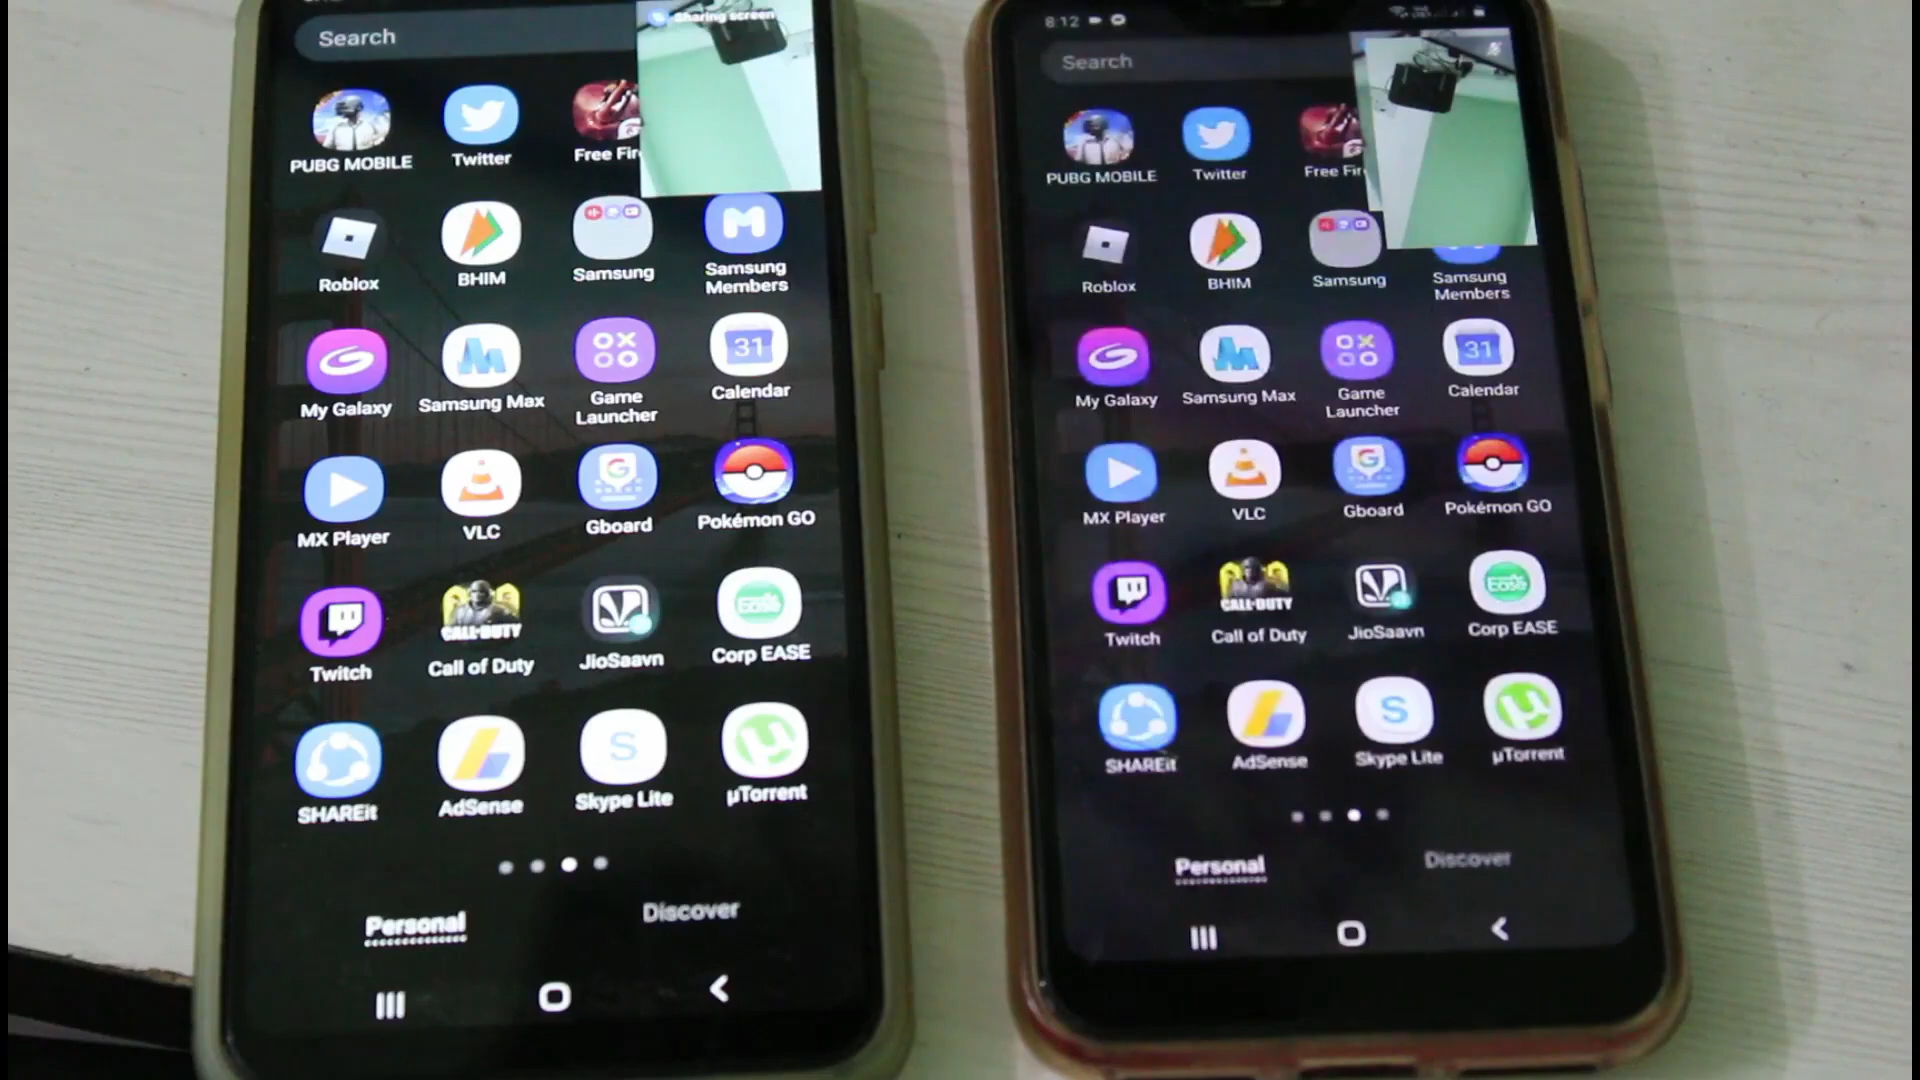 Sharing screen
Search
PUBG MOBILE
Twitter
Free Fir
Roblox
BHIM
Samsung
Samsung
Members
My Galaxy
Samsung Max
Game
Launcher
31
Calendar
MX Player
VLC
Gboard
Pokémon GO
Twitch
CALL OF DUTY
Call of Duty
JioSaavn
Ease
Corp EASE
SHAREit
AdSense
S
Skype Lite
µTorrent
Personal
Discover
8:12
Search
PUBG MOBILE
Twitter
Free Fir
Roblox
BHIM
Samsung
Samsung
Members
My Galaxy
Samsung Max
Game
Launcher
31
Calendar
MX Player
VLC
Gboard
Pokémon GO
Twitch
CALL OF DUTY
Call of Duty
JioSaavn
Ease
Corp EASE
SHAREit
AdSense
S
Skype Lite
µTorrent
Personal
Discover